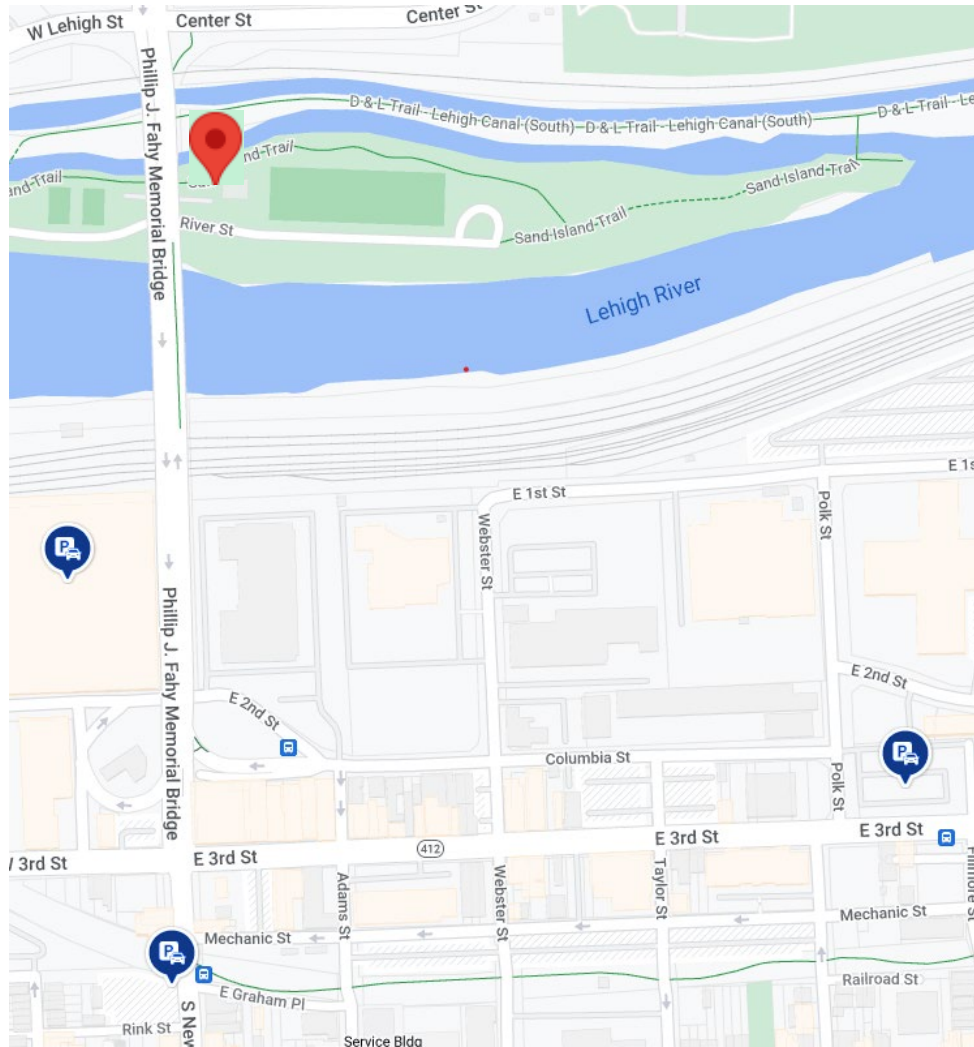 W Lehigh St
Center St
Center St
Phillip J. Fahy Memorial Bridge
D & L Trail - Lehigh Canal (South)
D & L Trail - Lehigh Canal (South)
D & L Trail - Le
and Trail
nd Trail
Sand Island Trail
Sand Island Trail
River St
Lehigh River
E 1st St
E 1s
Webster St
Polk St
P
Phillip J. Fahy Memorial Bridge
E 2nd St
E 2nd St
Columbia St
P
Polk St
E 3rd St
E 3rd St
412
E 3rd St
V 3rd St
Adams St
Webster St
Taylor St
Fillmore St
Mechanic St
Mechanic St
P
Railroad St
E Graham Pl
S New
Rink St
Service Bldg